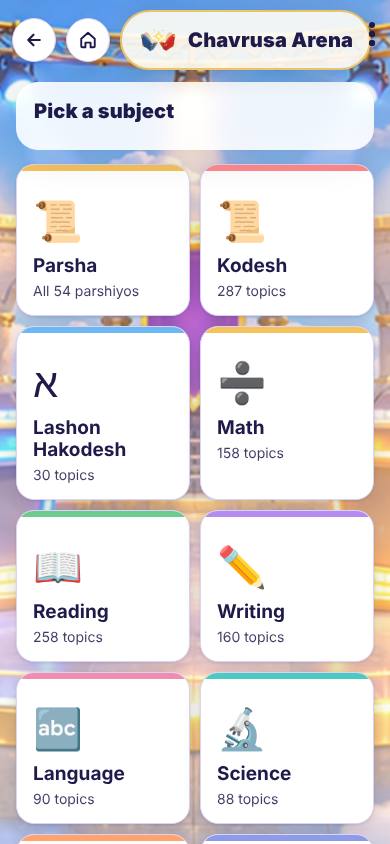 Chavrusa Arena
Pick a subject
Parsha
All 54 parshiyos
Kodesh
287 topics
א
Lashon
Hakodesh
30 topics
Math
158 topics
Reading
258 topics
Writing
160 topics
abc
Language
90 topics
Science
88 topics